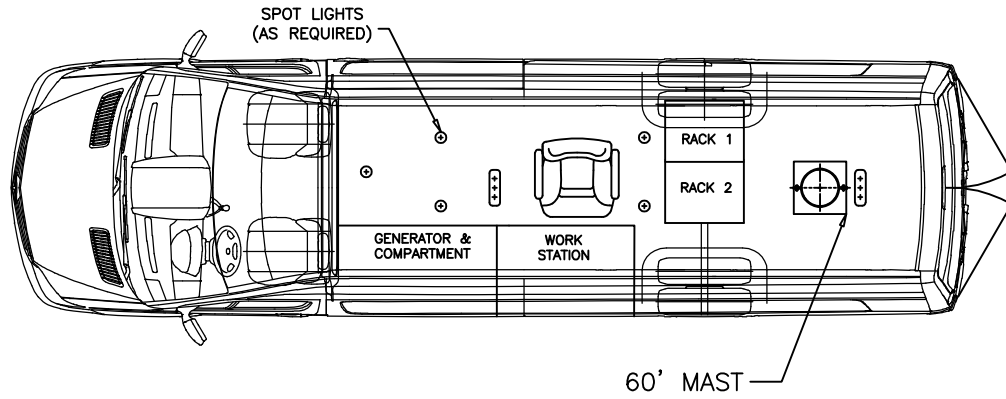 SPOT LIGHTS
(AS REQUIRED)
RACK 1
RACK 2
GENERATOR &
COMPARTMENT
WORK
STATION
60' MAST